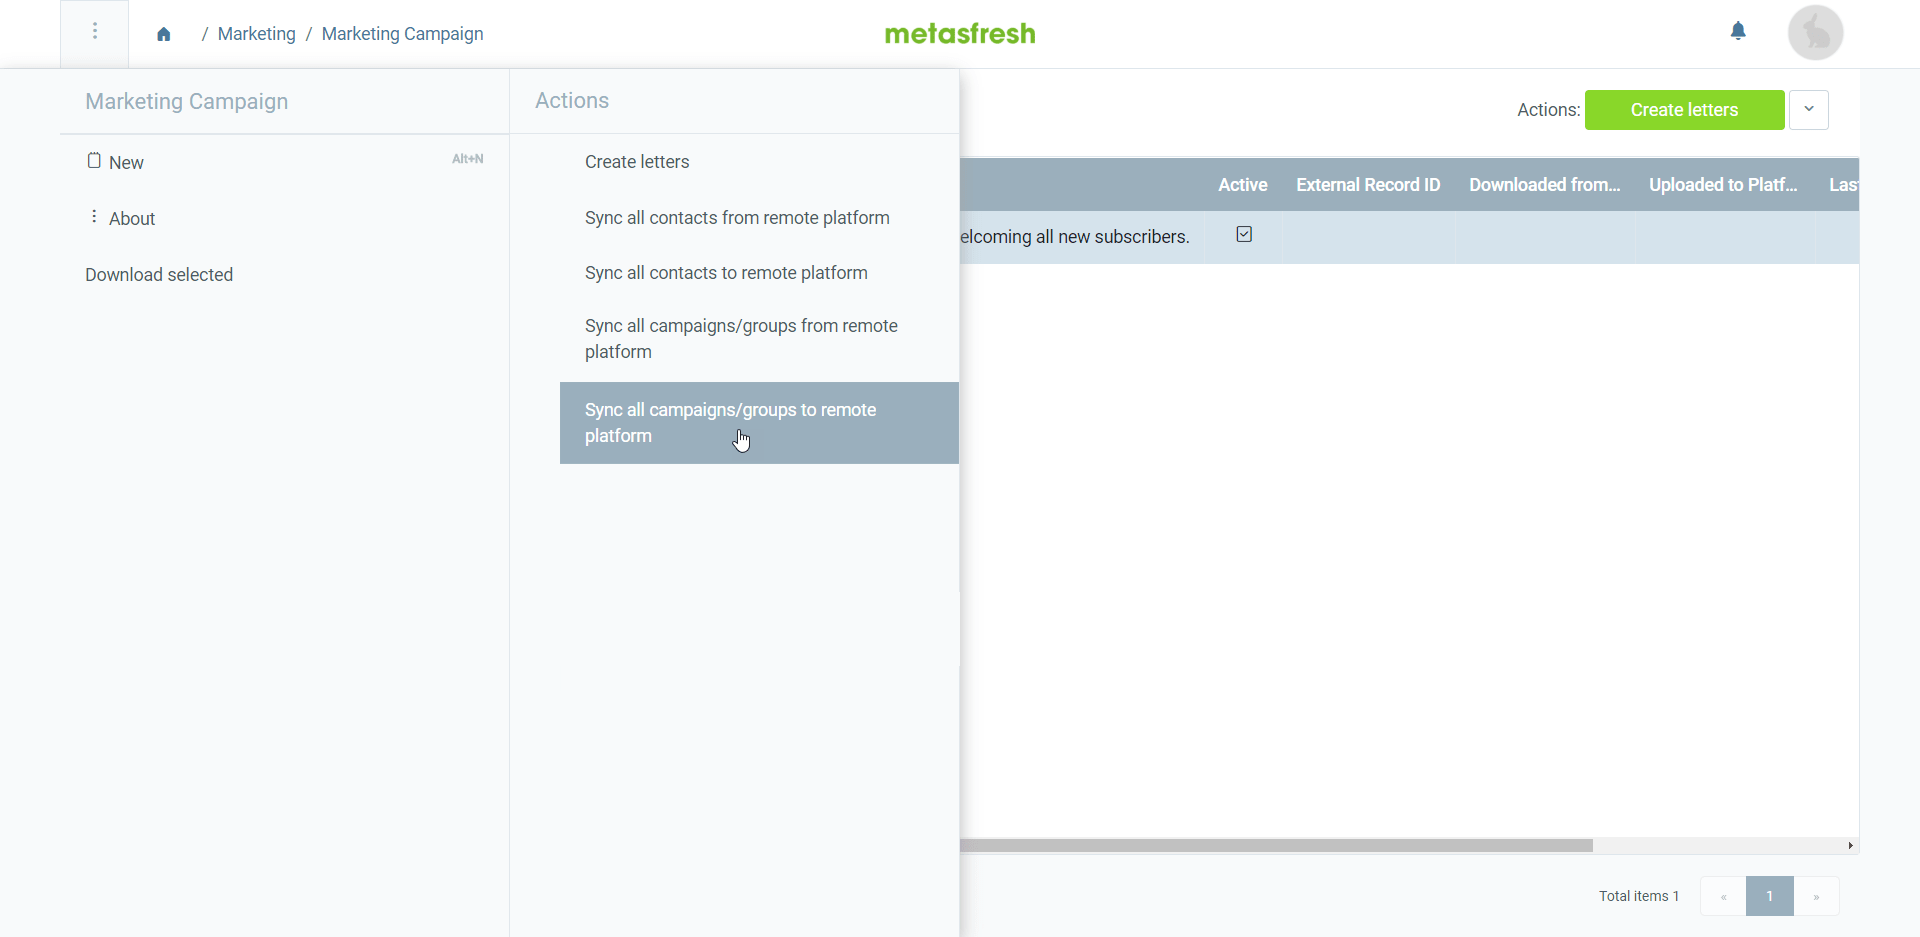 / Marketing / Marketing Campaign
metasfresh
Marketing Campaign
New
Alt+N
About
Download selected
Actions
Create letters
Sync all contacts from remote platform
Sync all contacts to remote platform
Sync all campaigns/groups from remote
platform
Sync all campaigns/groups to remote
platform
Actions:
Create letters
Active
External Record ID
Downloaded from...
Uploaded to Platf...
Las
elcoming all new subscribers.
Total items 1
«
1
»